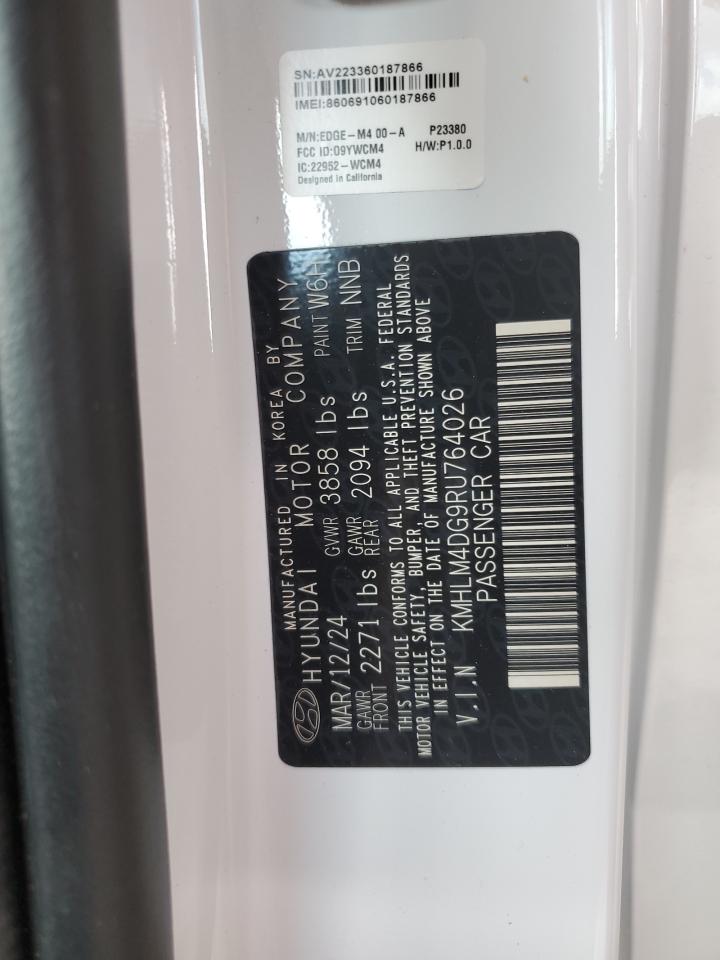 SN:AV223360187866
IMEI:860691060187866
M/N:EDGE-M4 00-A P23380
FCC ID:O9YWCM4 H/W:P1.0.0
IC:22952-WCM4
Designed in California
MANUFACTURED IN KOREA BY
HYUNDAI MOTOR COMPANY
MAR/12/24 GVWR 3858 lbs PAINT W6H
GAWR FRONT 2271 lbs GAWR REAR 2094 lbs TRIM NNB
THIS VEHICLE CONFORMS TO ALL APPLICABLE U.S.A. FEDERAL
MOTOR VEHICLE SAFETY, BUMPER, AND THEFT PREVENTION STANDARDS
IN EFFECT ON THE DATE OF MANUFACTURE SHOWN ABOVE
V.I.N KMHLM4DG9RU764026
PASSENGER CAR